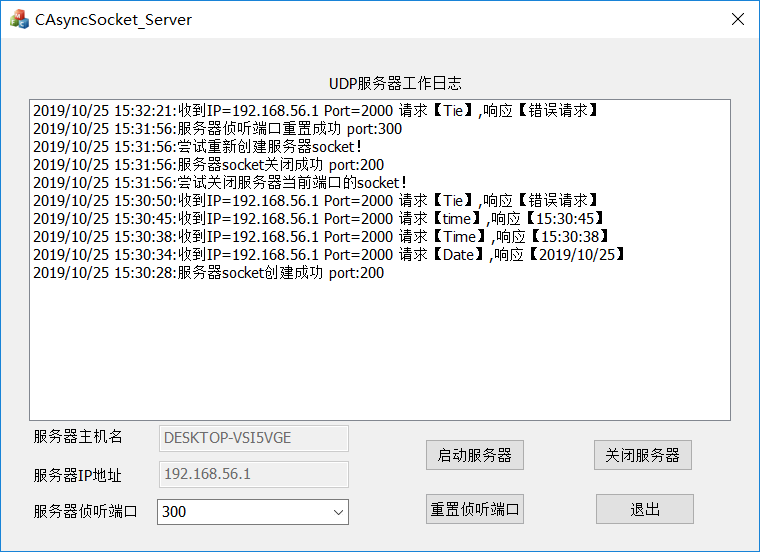 CAsyncSocket_Server
UDP服务器工作日志
2019/10/25 15:32:21:收到IP=192.168.56.1 Port=2000 请求【Tie】,响应【错误请求】
2019/10/25 15:31:56:服务器侦听端口重置成功 port:300
2019/10/25 15:31:56:尝试重新创建服务器socket!
2019/10/25 15:31:56:服务器socket关闭成功 port:200
2019/10/25 15:31:56:尝试关闭服务器当前端口的socket!
2019/10/25 15:30:50:收到IP=192.168.56.1 Port=2000 请求【Tie】,响应【错误请求】
2019/10/25 15:30:45:收到IP=192.168.56.1 Port=2000 请求【time】,响应【15:30:45】
2019/10/25 15:30:38:收到IP=192.168.56.1 Port=2000 请求【Time】,响应【15:30:38】
2019/10/25 15:30:34:收到IP=192.168.56.1 Port=2000 请求【Date】,响应【2019/10/25】
2019/10/25 15:30:28:服务器socket创建成功 port:200
服务器主机名 DESKTOP-VSI5VGE 启动服务器 关闭服务器
服务器IP地址 192.168.56.1
服务器侦听端口 300 重置侦听端口 退出